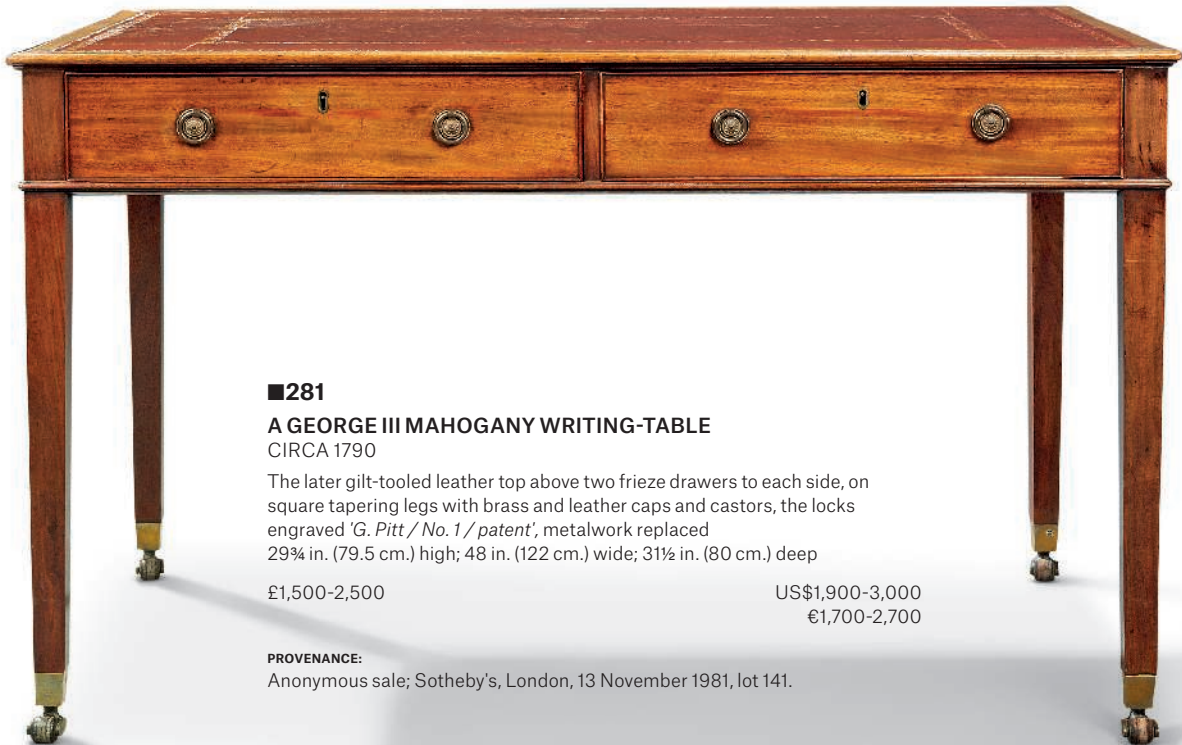 ■281
A GEORGE III MAHOGANY WRITING-TABLE
CIRCA 1790
The later gilt-tooled leather top above two frieze drawers to each side, on
square tapering legs with brass and leather caps and castors, the locks
engraved 'G. Pitt / No. 1 / patent', metalwork replaced
29¾ in. (79.5 cm.) high; 48 in. (122 cm.) wide; 31½ in. (80 cm.) deep
£1,500-2,500
US$1,900-3,000
€1,700-2,700
PROVENANCE:
Anonymous sale; Sotheby's, London, 13 November 1981, lot 141.